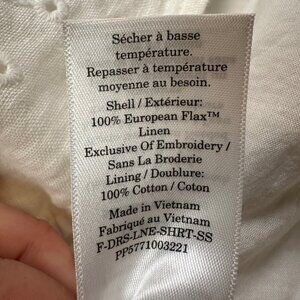 Sécher à basse
température.
Repasser à température
moyenne au besoin.
Shell / Extérieur:
100% European Flax™
Linen
Exclusive Of Embroidery /
Sans La Broderie
Lining / Doublure:
100% Cotton / Coton
Made in Vietnam
Fabriqué au Vietnam
F-DRS-LNE-SHRT-SS
PP5771003221